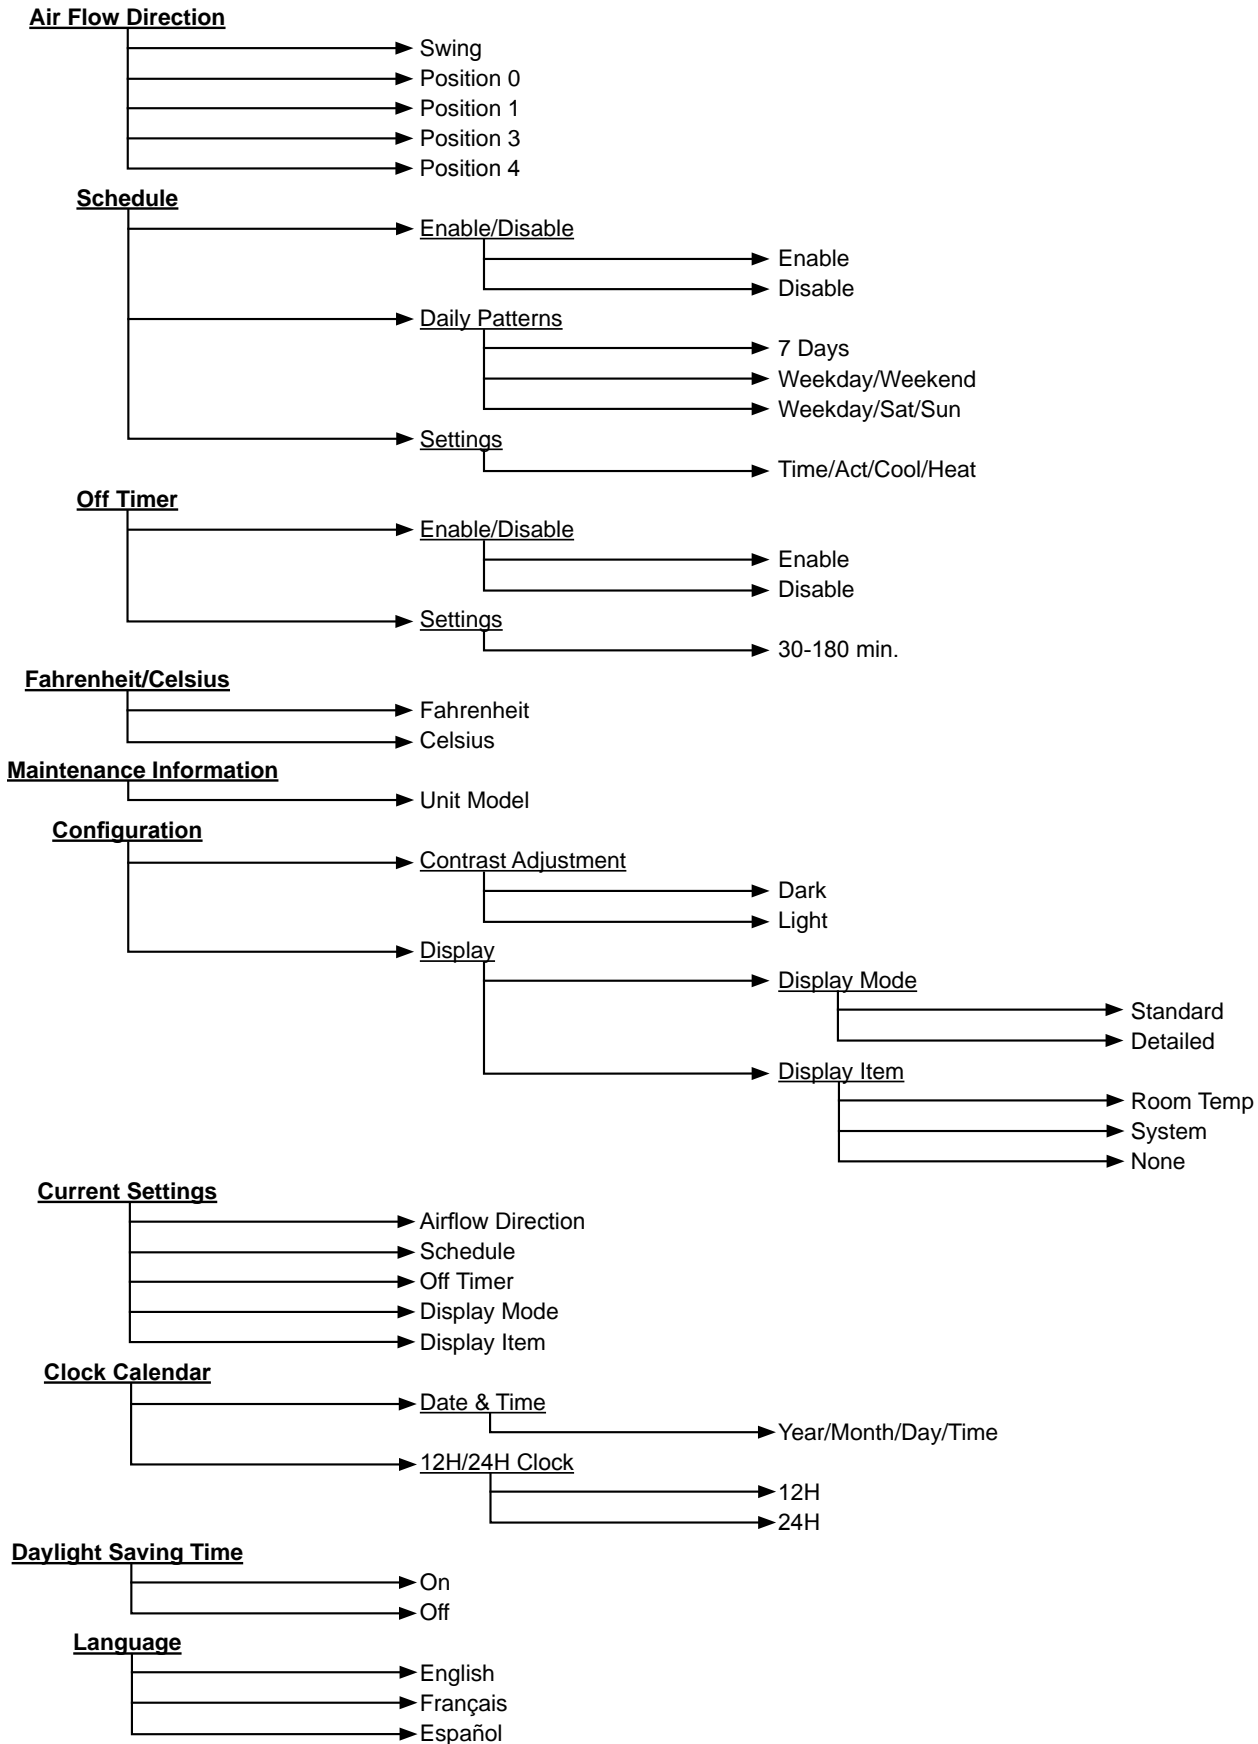 Air Flow Direction
Swing
Position 0
Position 1
Position 3
Position 4
Schedule
Enable/Disable
Enable
Disable
Daily Patterns
7 Days
Weekday/Weekend
Weekday/Sat/Sun
Settings
Time/Act/Cool/Heat
Off Timer
Enable/Disable
Enable
Disable
Settings
30-180 min.
Fahrenheit/Celsius
Fahrenheit
Celsius
Maintenance Information
Unit Model
Configuration
Contrast Adjustment
Dark
Light
Display
Display Mode
Standard
Detailed
Display Item
Room Temp
System
None
Current Settings
Airflow Direction
Schedule
Off Timer
Display Mode
Display Item
Clock Calendar
Date & Time
Year/Month/Day/Time
12H/24H Clock
12H
24H
Daylight Saving Time
On
Off
Language
English
Français
Español